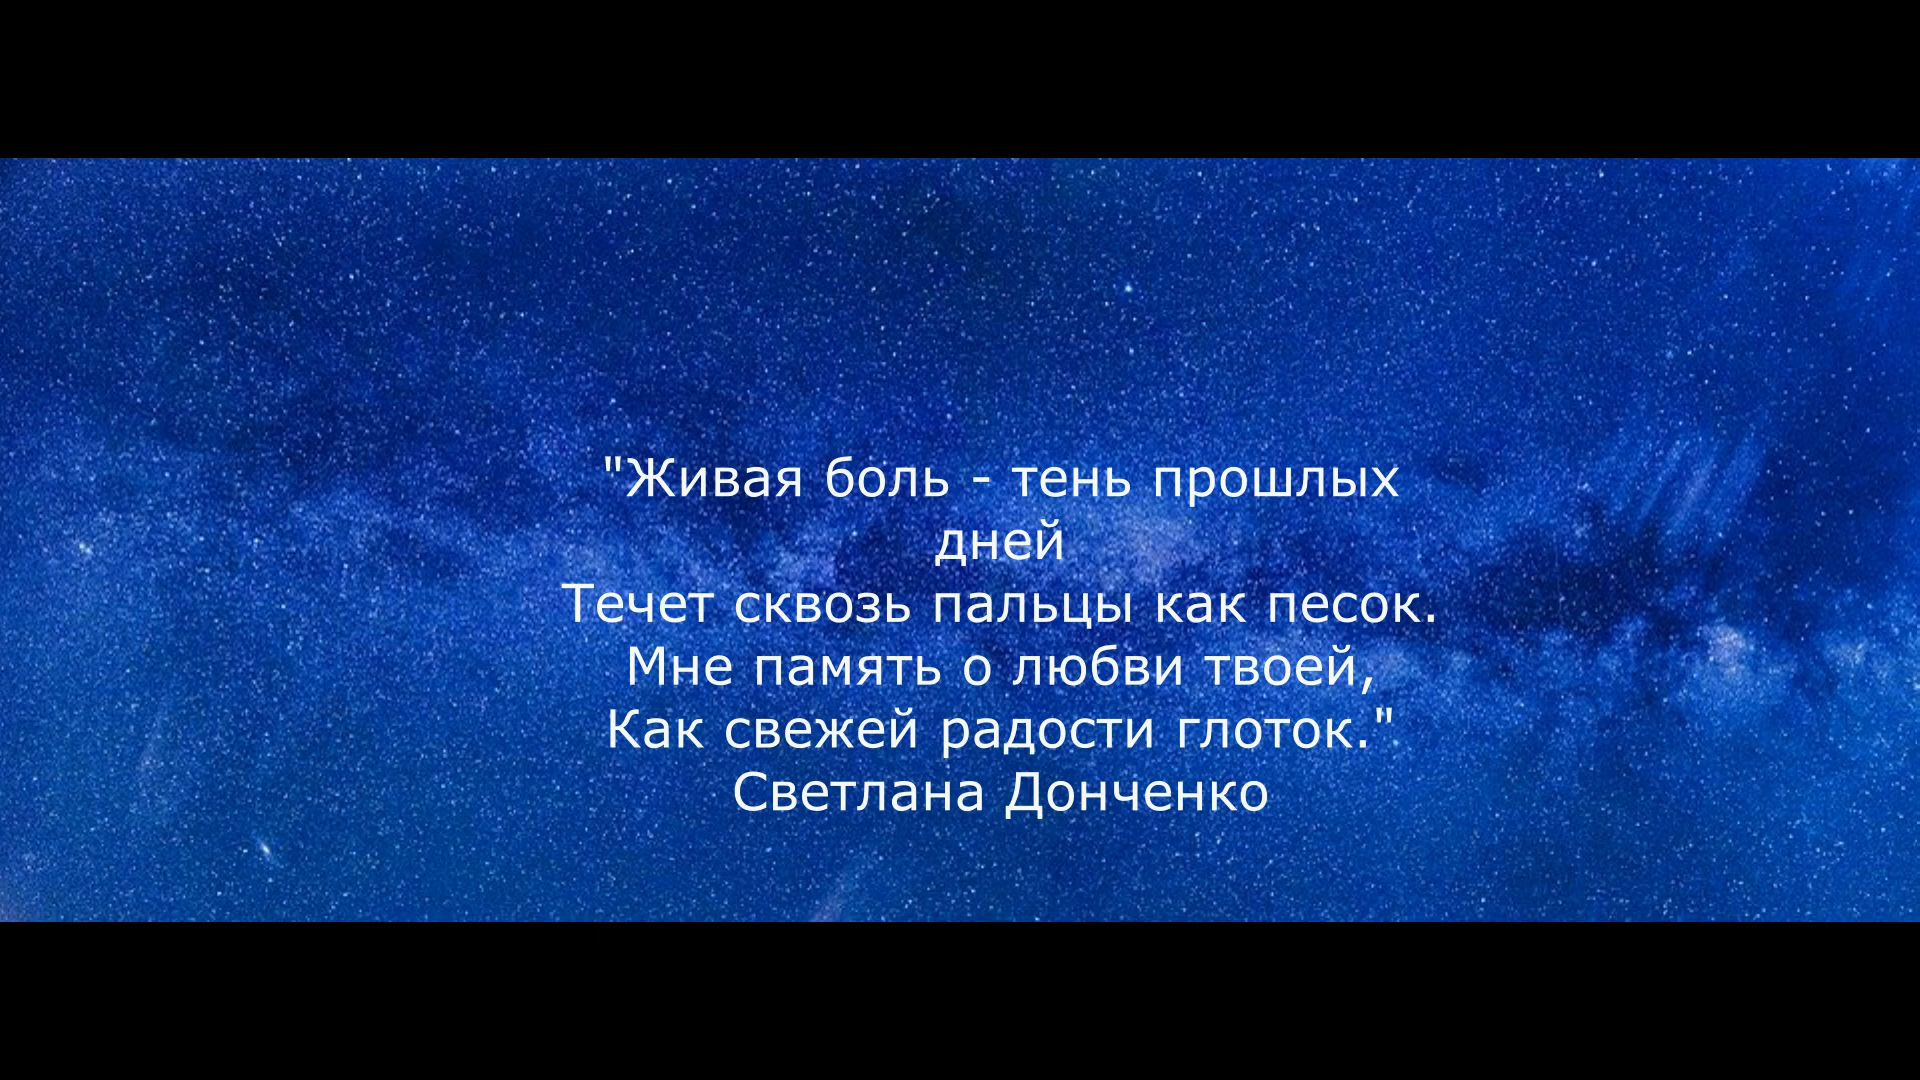 "Живая боль - тень прошлых
дней
Течет сквозь пальцы как песок.
Мне память о любви твоей,
Как свежей радости глоток."
Светлана Донченко